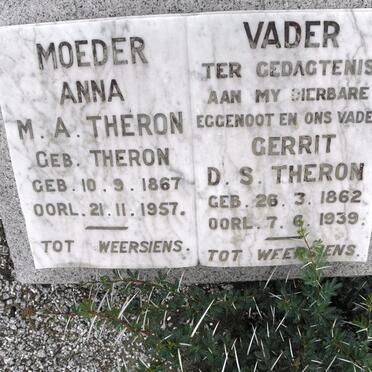 MOEDER
ANNA
M. A. THERON
GEB. THERON
GEB. 10. 9. 1867
OORL. 21. 11. 1957.
TOT WEERSIENS.
VADER
TER GEDAGTENIS
AAN MY DIERBARE
EGGENOOT EN ONS VADE
GERRIT
D. S. THERON
GEB. 26. 3. 1862
OORL. 7. 6. 1939.
TOT WEERSIENS.